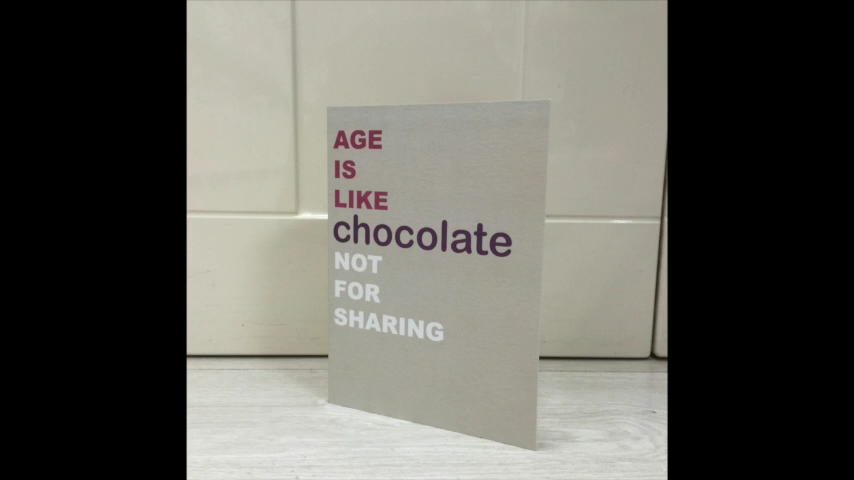 AGE
IS
LIKE
chocolate
NOT
FOR
SHARING